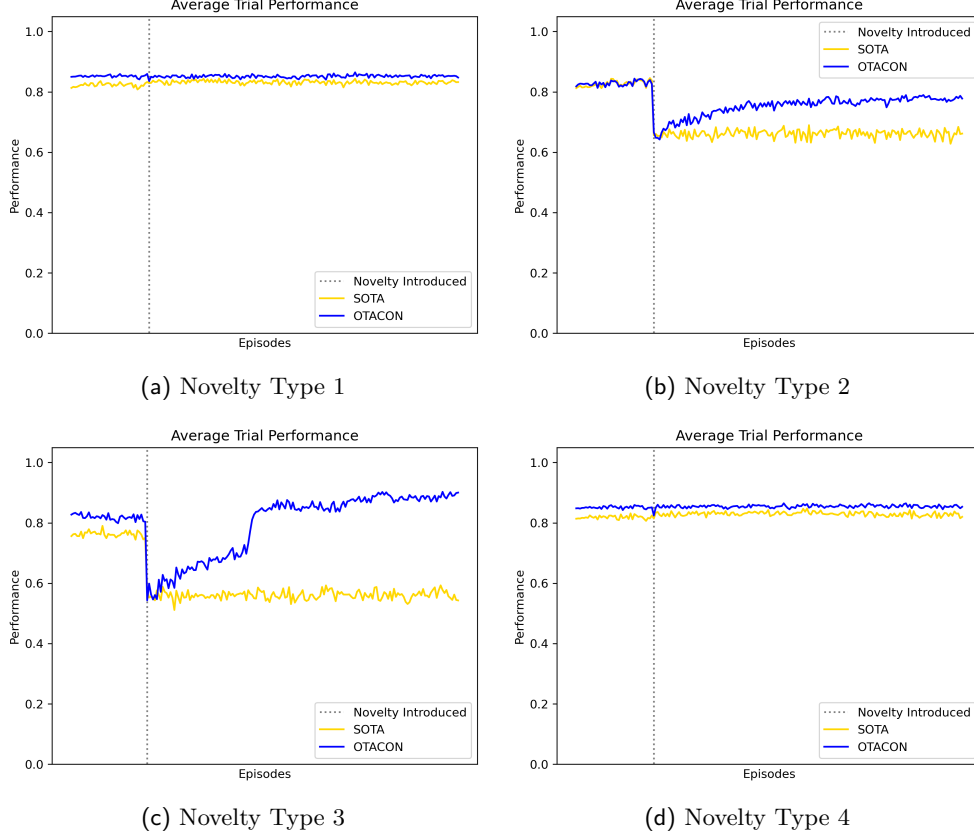 Average Trial Performance
1.0
0.8
0.6
0.4
0.2
0.0
Performance
Episodes
Novelty Introduced
SOTA
OTACON
(a) Novelty Type 1
Average Trial Performance
1.0
0.8
0.6
0.4
0.2
0.0
Performance
Episodes
Novelty Introduced
SOTA
OTACON
(b) Novelty Type 2
Average Trial Performance
1.0
0.8
0.6
0.4
0.2
0.0
Performance
Episodes
Novelty Introduced
SOTA
OTACON
(c) Novelty Type 3
Average Trial Performance
1.0
0.8
0.6
0.4
0.2
0.0
Performance
Episodes
Novelty Introduced
SOTA
OTACON
(d) Novelty Type 4